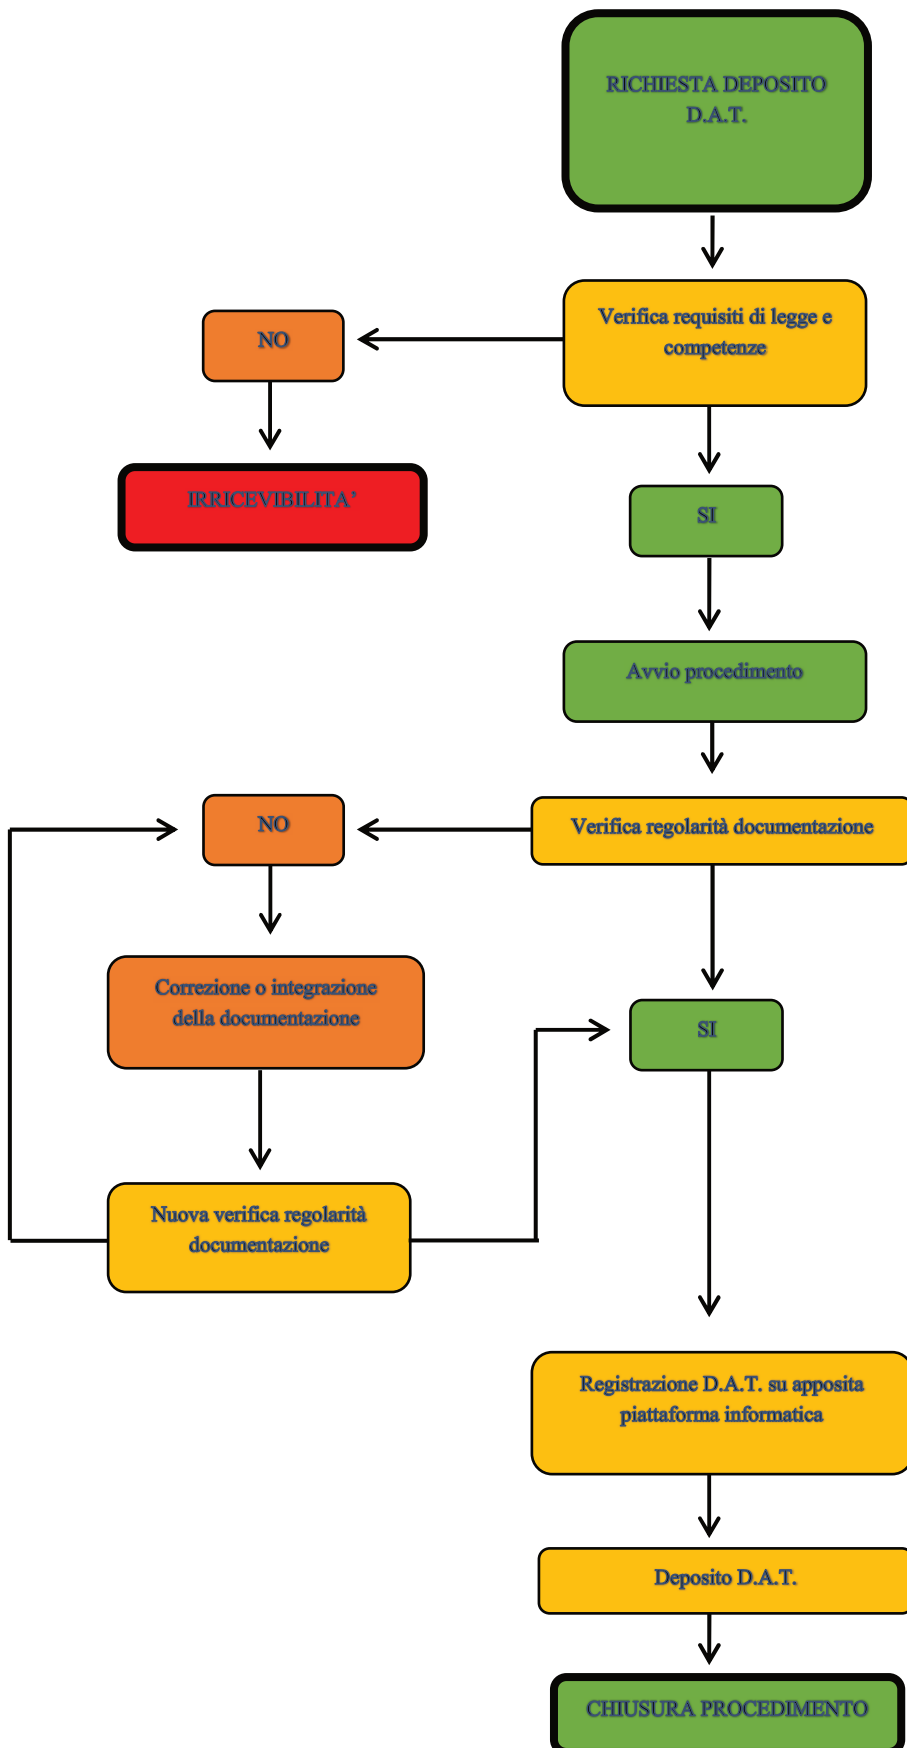 RICHIESTA DEPOSITO
D.A.T.
Verifica requisiti di legge e
competenze
NO
IRRICEVIBILITA’
SI
Avvio procedimento
Verifica regolarità documentazione
NO
Correzione o integrazione
della documentazione
SI
Nuova verifica regolarità
documentazione
Registrazione D.A.T. su apposita
piattaforma informatica
Deposito D.A.T.
CHIUSURA PROCEDIMENTO